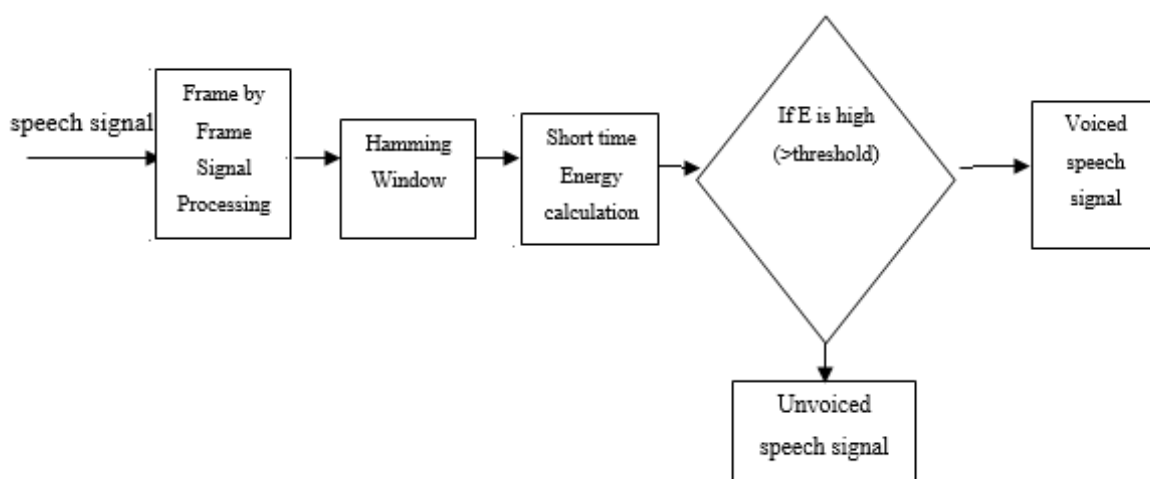 speech signal
Frame by
Frame
Signal
Processing
Hamming
Window
Short time
Energy
calculation
If E is high
(>threshold)
Voiced
speech
signal
Unvoiced
speech signal